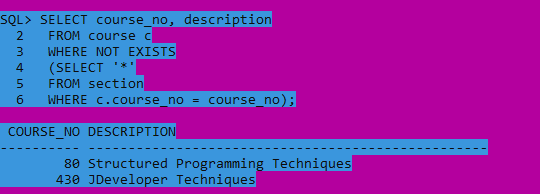 SQL> SELECT course_no, description
  2   FROM course c
  3   WHERE NOT EXISTS
  4   (SELECT '*'
  5   FROM section
  6   WHERE c.course_no = course_no);
 COURSE_NO DESCRIPTION
---------- --------------------------------------------------
        80 Structured Programming Techniques
       430 JDeveloper Techniques